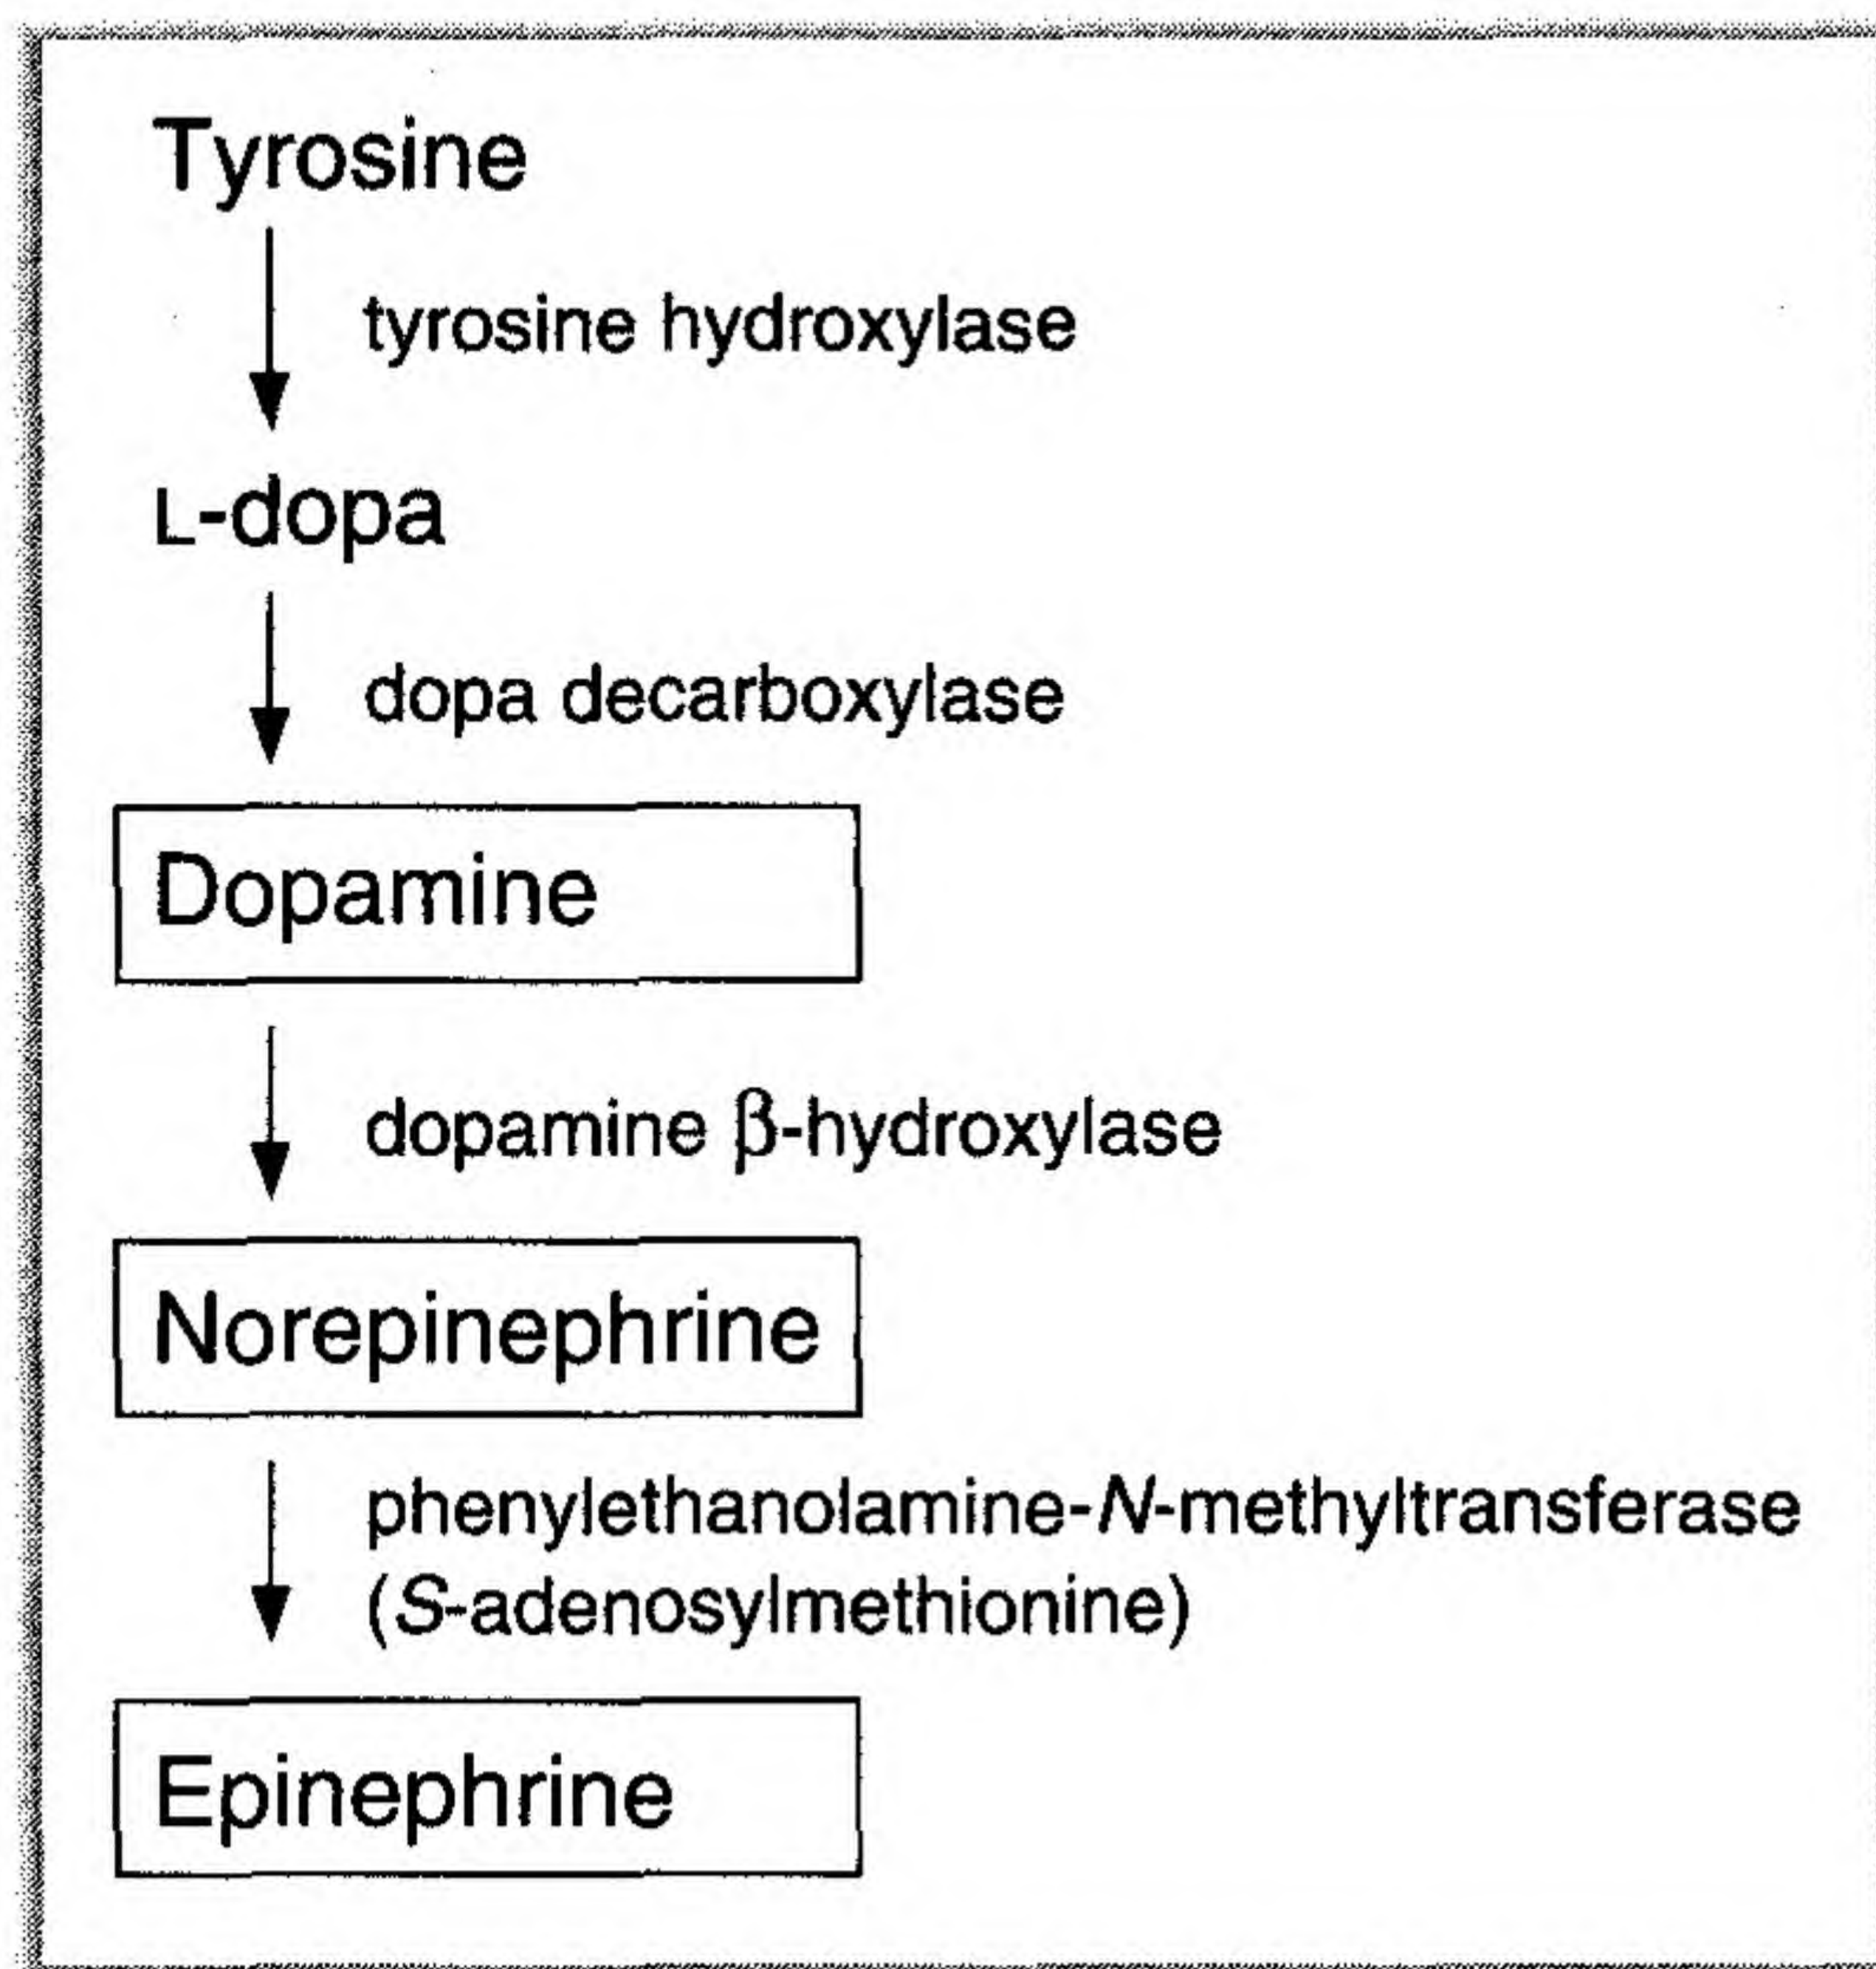 Tyrosine
tyrosine hydroxylase
L-dopa
dopa decarboxylase
Dopamine
dopamine β-hydroxylase
Norepinephrine
phenylethanolamine-N-methyltransferase
(S-adenosylmethionine)
Epinephrine